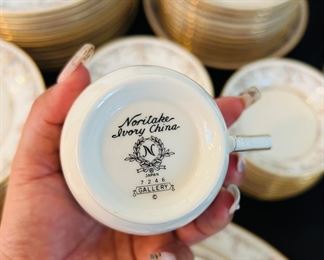 Noritake
Ivory China
N
®
JAPAN
7246
GALLERY
©